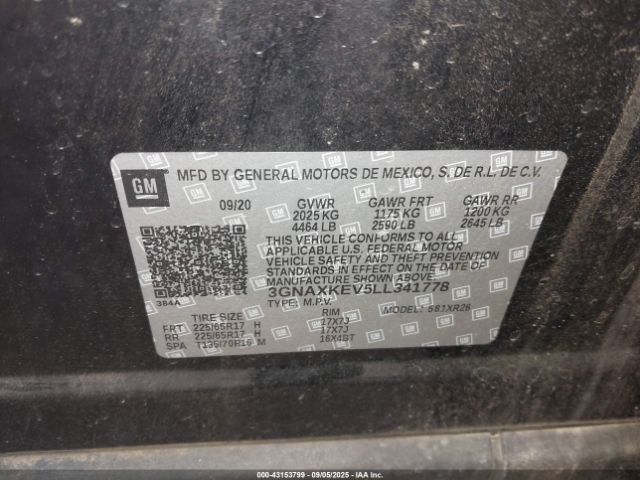 GM MFD BY GENERAL MOTORS DE MEXICO, S. DE R.L. DE C.V.
09/20 GVWR GAWR FRT GAWR RR
2025 KG 1175 KG 1200 KG
4464 LB 2590 LB 2645 LB
THIS VEHICLE CONFORMS TO ALL
APPLICABLE U.S. FEDERAL MOTOR
VEHICLE SAFETY, BUMPER, AND THEFT
PREVENTION STANDARDS IN EFFECT ON
THE DATE OF MANUFACTURE
SHOWN ABOVE.
3GNAXKEV5LL341778
384A TYPE: M.P.V. MODEL: 581XR26
TIRE SIZE RIM
FRT 225/65R17 H 17X7J
RR 225/65R17 H 17X7J
SPA T135/70R16 M 16X4BT
000-43153799 - 09/05/2025 - IAA Inc.